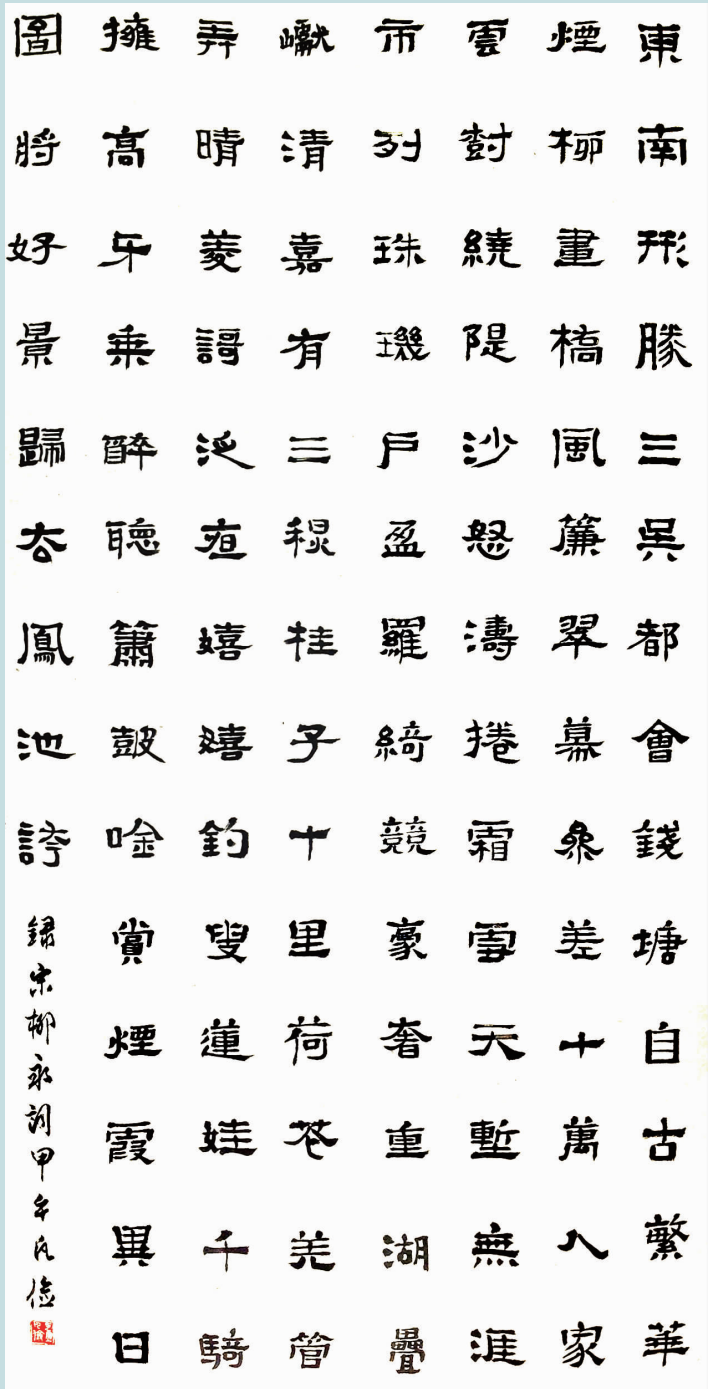 東南形勝三吳都會錢塘自古繁華
煙柳畫橋風簾翠幕參差十萬人家
雲尌繞隄沙怒濤捲霜雪天塹無涯
市列珠璣戶盈羅綺競豪奢重湖疊
巘清嘉有三秋桂子十里荷花羌管
弄晴菱謌泛夜嬉嬉釣叟蓮娃千騎
擁高牙乘醉聽簫鼓唫賞煙霞異日
圖將好景歸去鳳池誇
錄宋柳永詞甲午